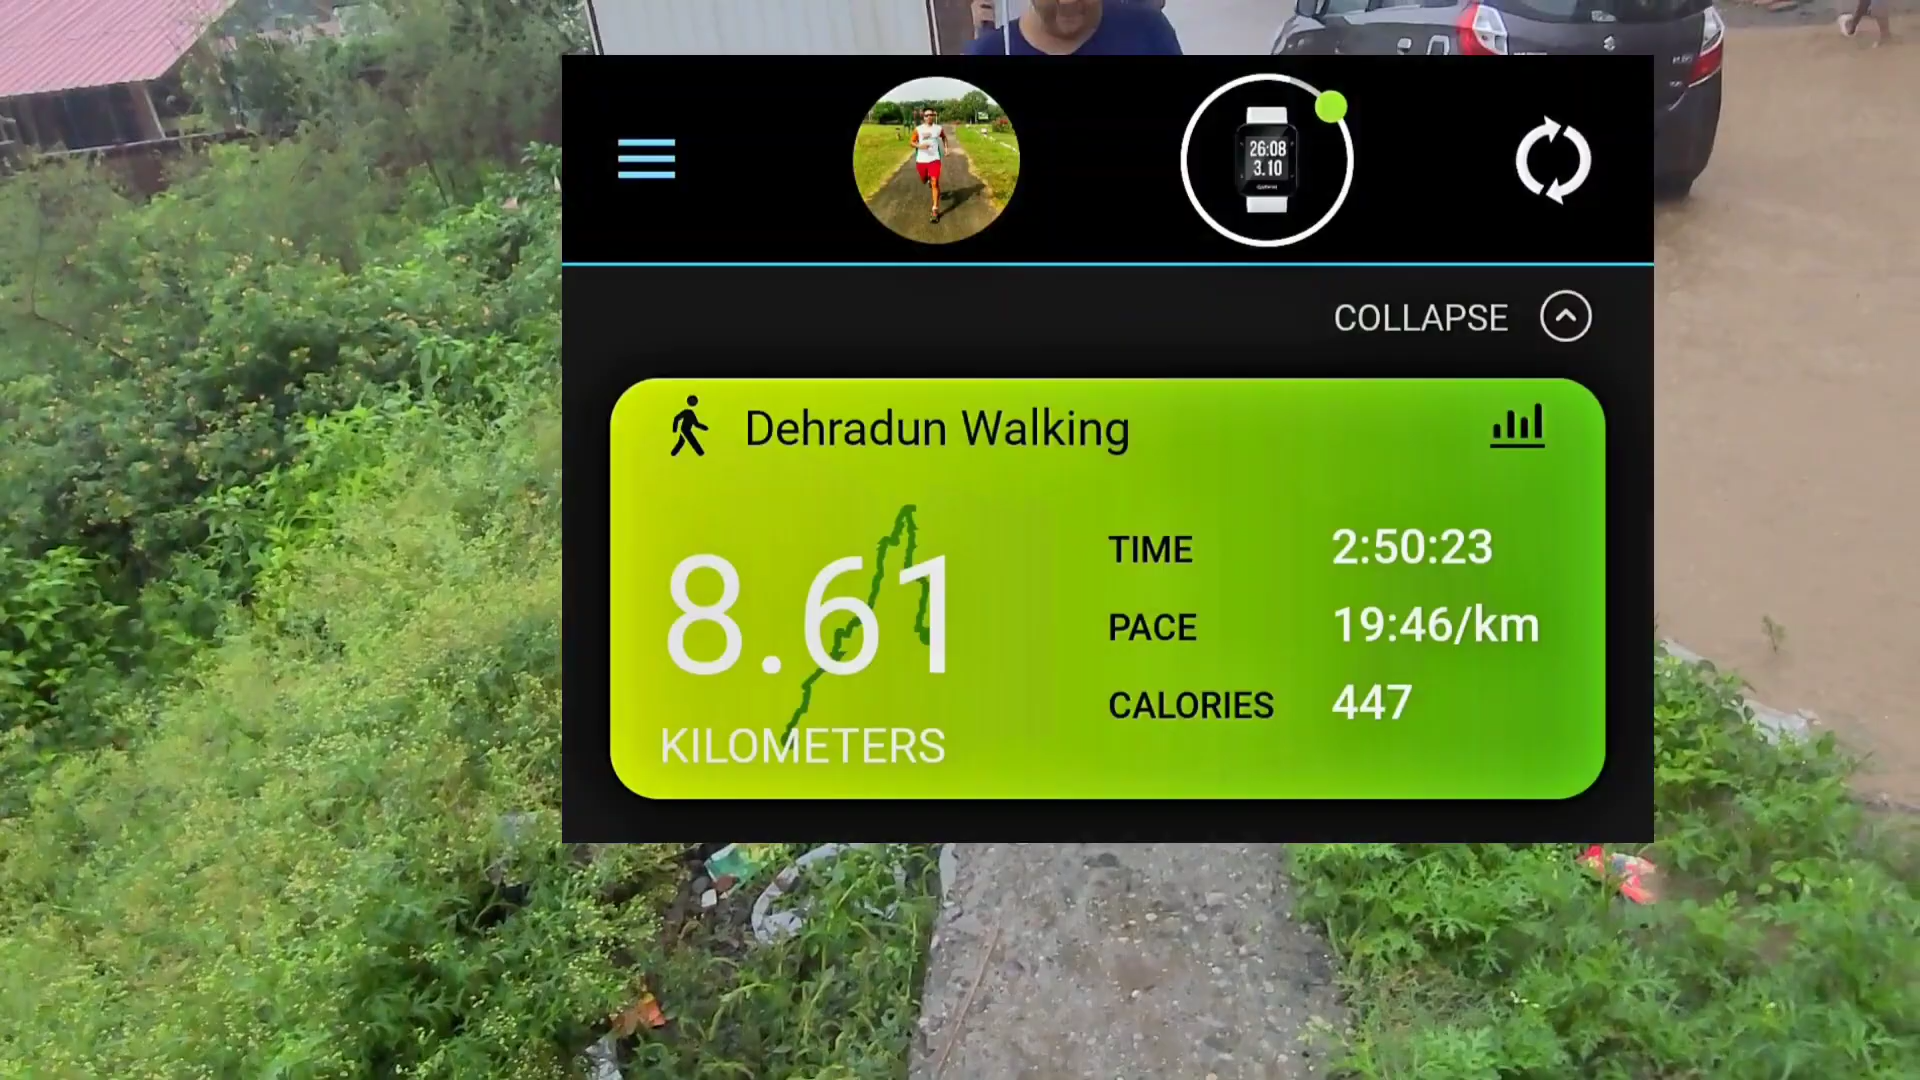 26:08
3.10
GARMIN
COLLAPSE
Dehradun Walking
8.61
KILOMETERS
TIME 2:50:23
PACE 19:46/km
CALORIES 447